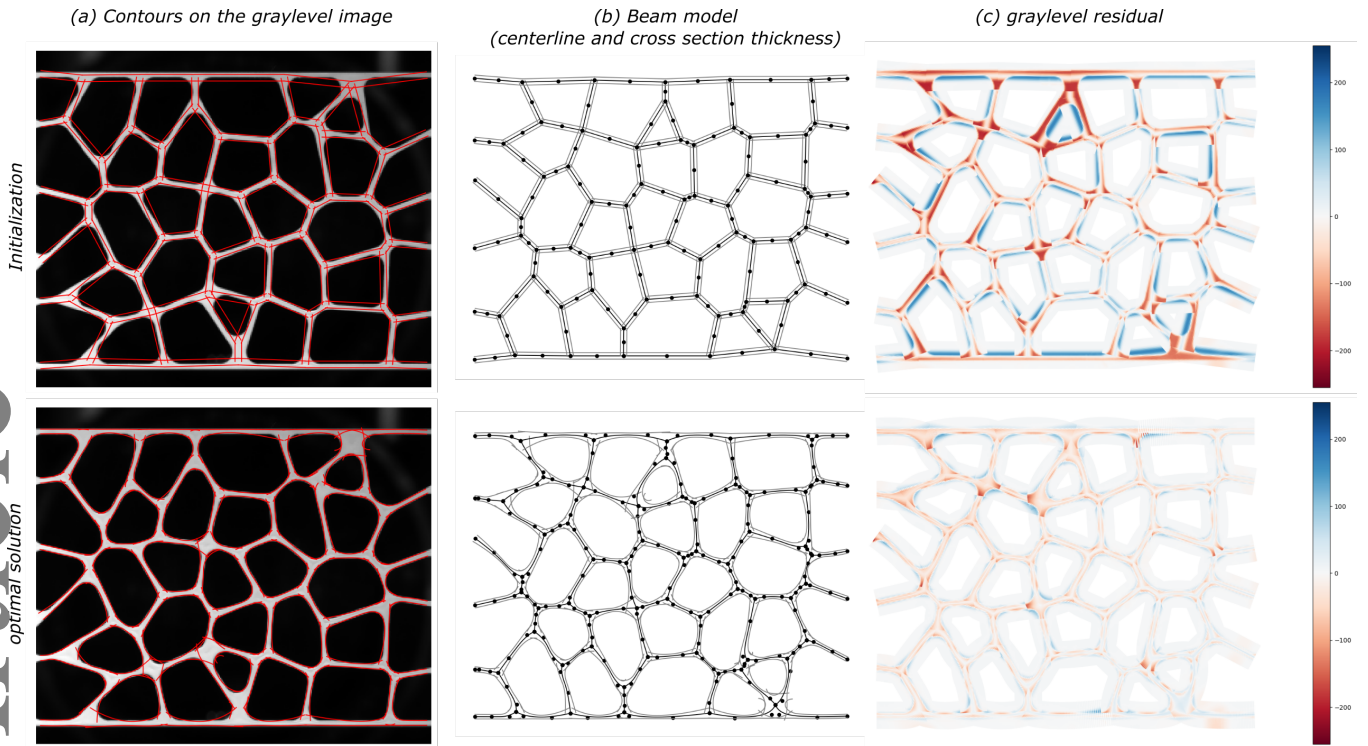 (a) Contours on the graylevel image
(b) Beam model
(centerline and cross section thickness)
(c) graylevel residual
Initialization
200
100
0
−100
−200
optimal solution
200
100
0
−100
−200